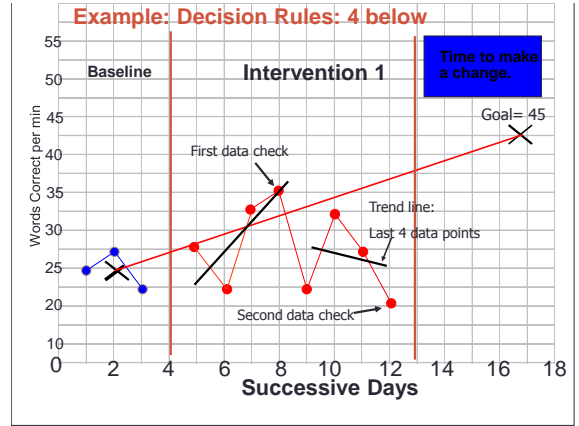 Example: Decision Rules: 4 below
55
50
45
40
35
30
25
20
10
0
Words Correct per min
Baseline
Intervention 1
Time to make
a change.
Goal= 45
First data check
Trend line:
Last 4 data points
Second data check
2 4 6 8 10 12 14 16 18
Successive Days